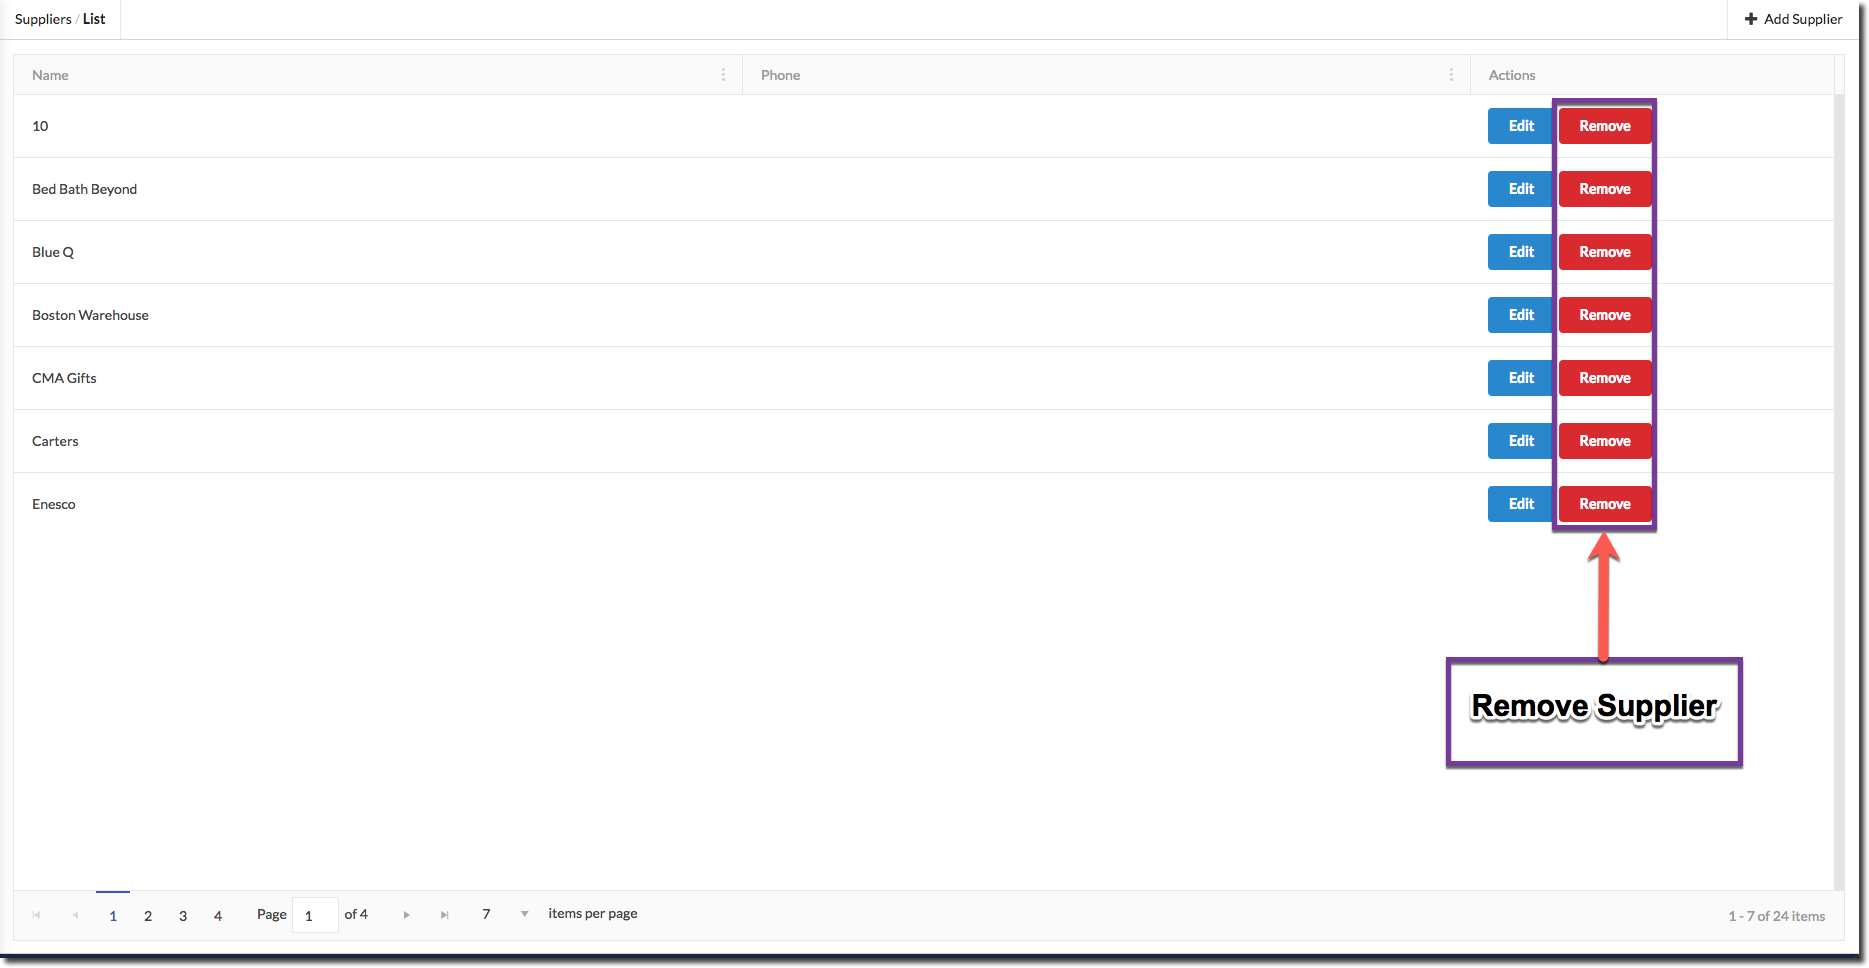 Suppliers / List
Add Supplier
Name Phone Actions
10 Edit Remove
Bed Bath Beyond Edit Remove
Blue Q Edit Remove
Boston Warehouse Edit Remove
CMA Gifts Edit Remove
Carters Edit Remove
Enesco Edit Remove
Remove Supplier
1 2 3 4 Page 1 of 4 7 items per page 1 - 7 of 24 items